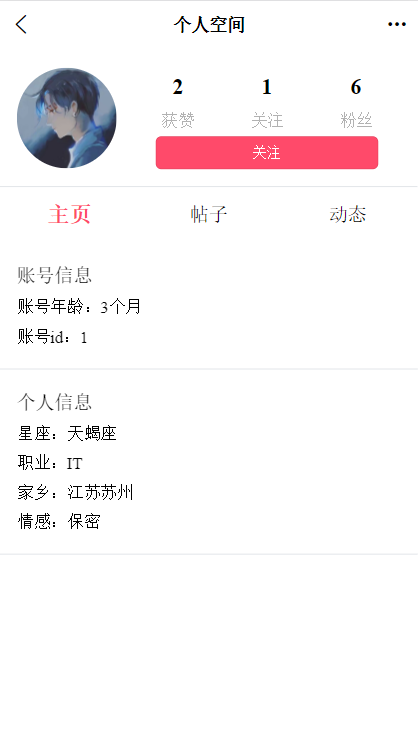 个人空间
2 1 6
获赞 关注 粉丝
关注
主页 帖子 动态
账号信息
账号年龄：3个月
账号id：1
个人信息
星座：天蝎座
职业：IT
家乡：江苏苏州
情感：保密